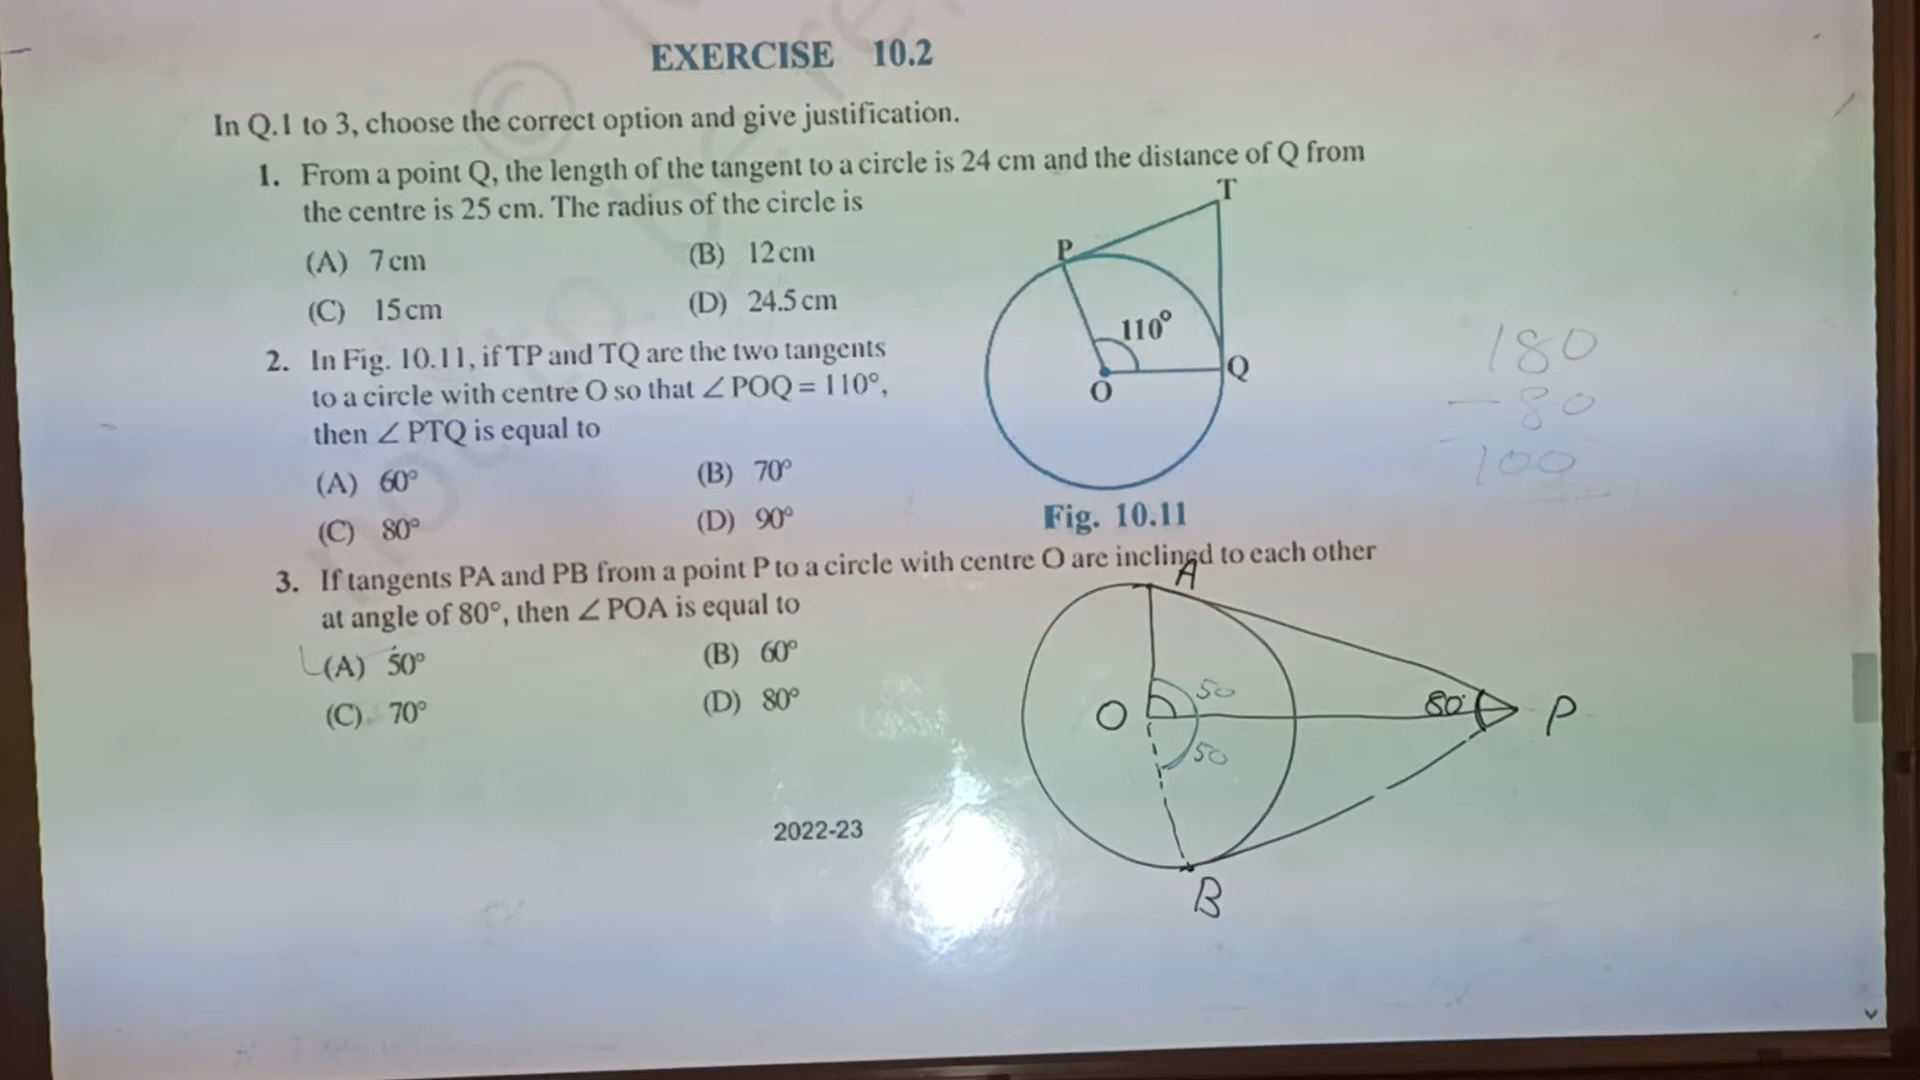 EXERCISE 10.2
In Q.1 to 3, choose the correct option and give justification.
1. From a point Q, the length of the tangent to a circle is 24 cm and the distance of Q from
the centre is 25 cm. The radius of the circle is
(A) 7 cm (B) 12 cm
(C) 15 cm (D) 24.5 cm
2. In Fig. 10.11, if TP and TQ are the two tangents
to a circle with centre O so that ∠ POQ = 110°,
then ∠ PTQ is equal to
(A) 60° (B) 70°
(C) 80° (D) 90°
T
P
110°
O
Q
Fig. 10.11
180
- 80
100
3. If tangents PA and PB from a point P to a circle with centre O are inclined to each other
at angle of 80°, then ∠ POA is equal to
(A) 50° (B) 60°
(C) 70° (D) 80°
A
50
O
80°
P
50
B
2022-23